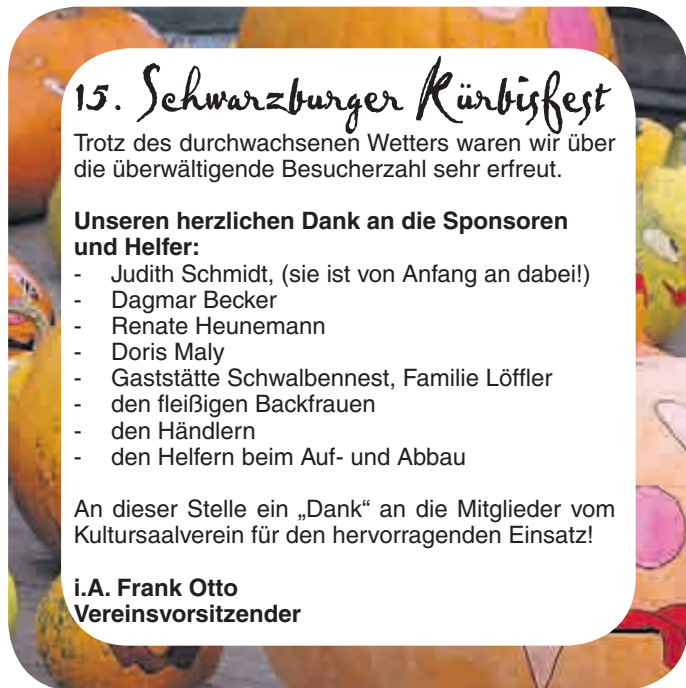 15. Schwarzburger Kürbisfest
Trotz des durchwachsenen Wetters waren wir über
die überwältigende Besucherzahl sehr erfreut.
Unseren herzlichen Dank an die Sponsoren
und Helfer:
- Judith Schmidt, (sie ist von Anfang an dabei!)
- Dagmar Becker
- Renate Heunemann
- Doris Maly
- Gaststätte Schwalbennest, Familie Löffler
- den fleißigen Backfrauen
- den Händlern
- den Helfern beim Auf- und Abbau
An dieser Stelle ein „Dank“ an die Mitglieder vom
Kultursaalverein für den hervorragenden Einsatz!
i.A. Frank Otto
Vereinsvorsitzender